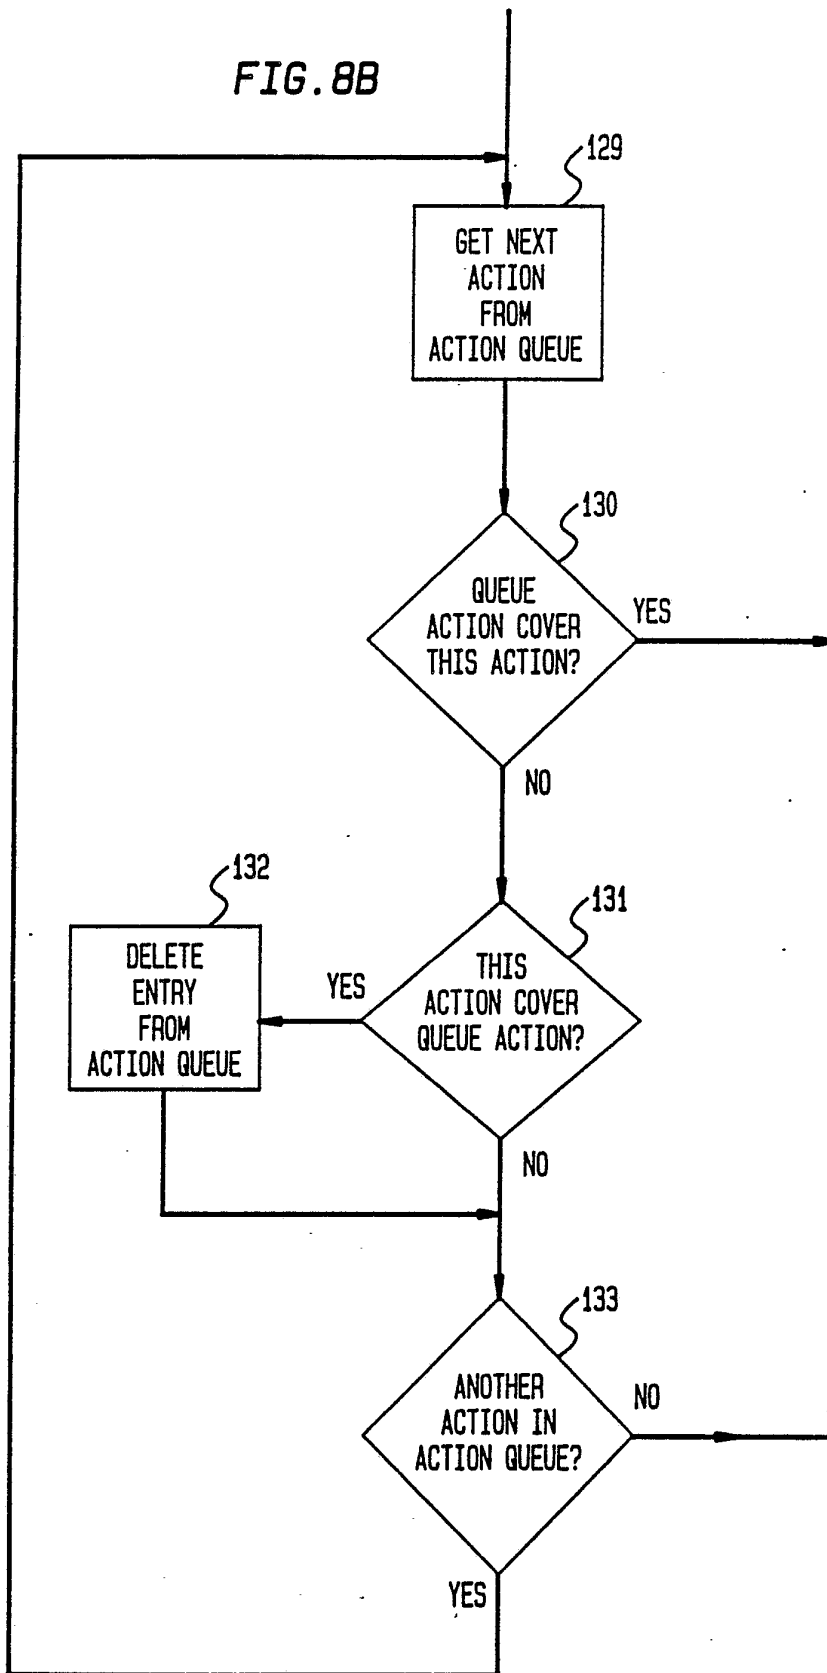 FIG. 8B
129
GET NEXT
ACTION
FROM
ACTION QUEUE
130
QUEUE
ACTION COVER
THIS ACTION?
YES
NO
132
131
DELETE
ENTRY
FROM
ACTION QUEUE
YES
THIS
ACTION COVER
QUEUE ACTION?
NO
133
ANOTHER
ACTION IN
ACTION QUEUE?
NO
YES